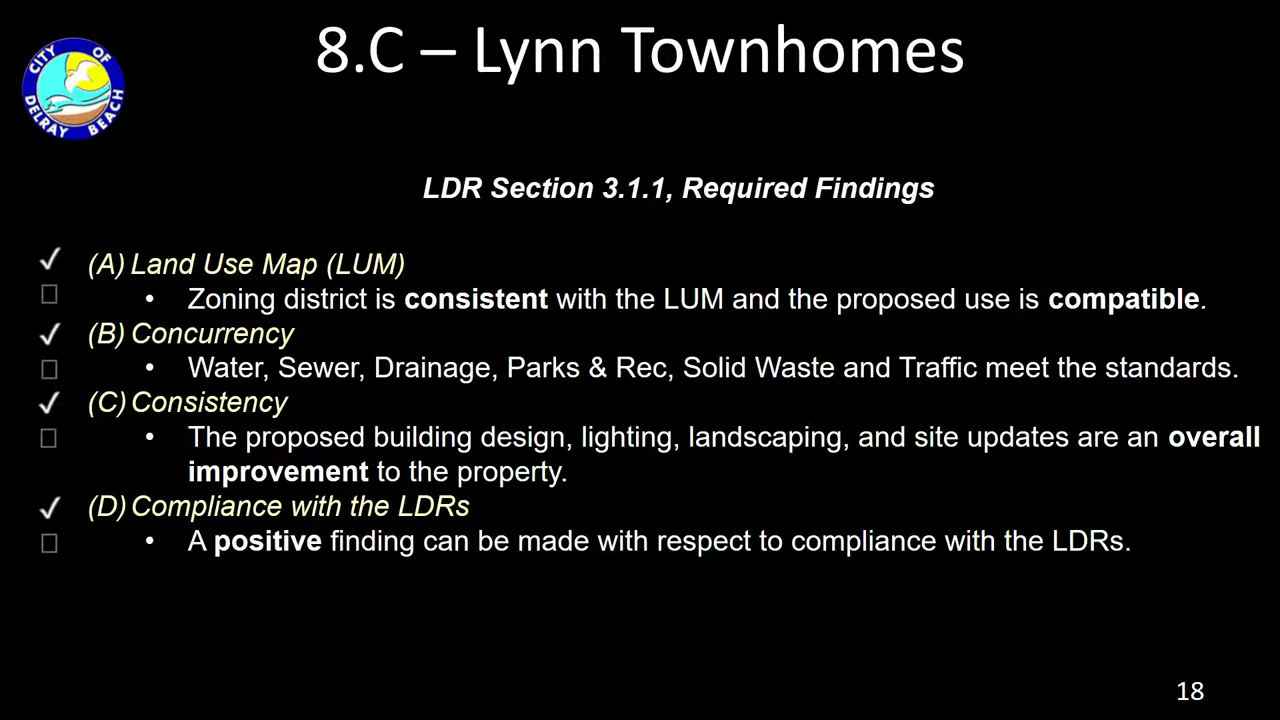 8.C – Lynn Townhomes
CITY OF
DELRAY BEACH
LDR Section 3.1.1, Required Findings
✓ (A) Land Use Map (LUM)
• Zoning district is consistent with the LUM and the proposed use is compatible.
✓ (B) Concurrency
• Water, Sewer, Drainage, Parks & Rec, Solid Waste and Traffic meet the standards.
✓ (C) Consistency
• The proposed building design, lighting, landscaping, and site updates are an overall
improvement to the property.
✓ (D) Compliance with the LDRs
• A positive finding can be made with respect to compliance with the LDRs.
18